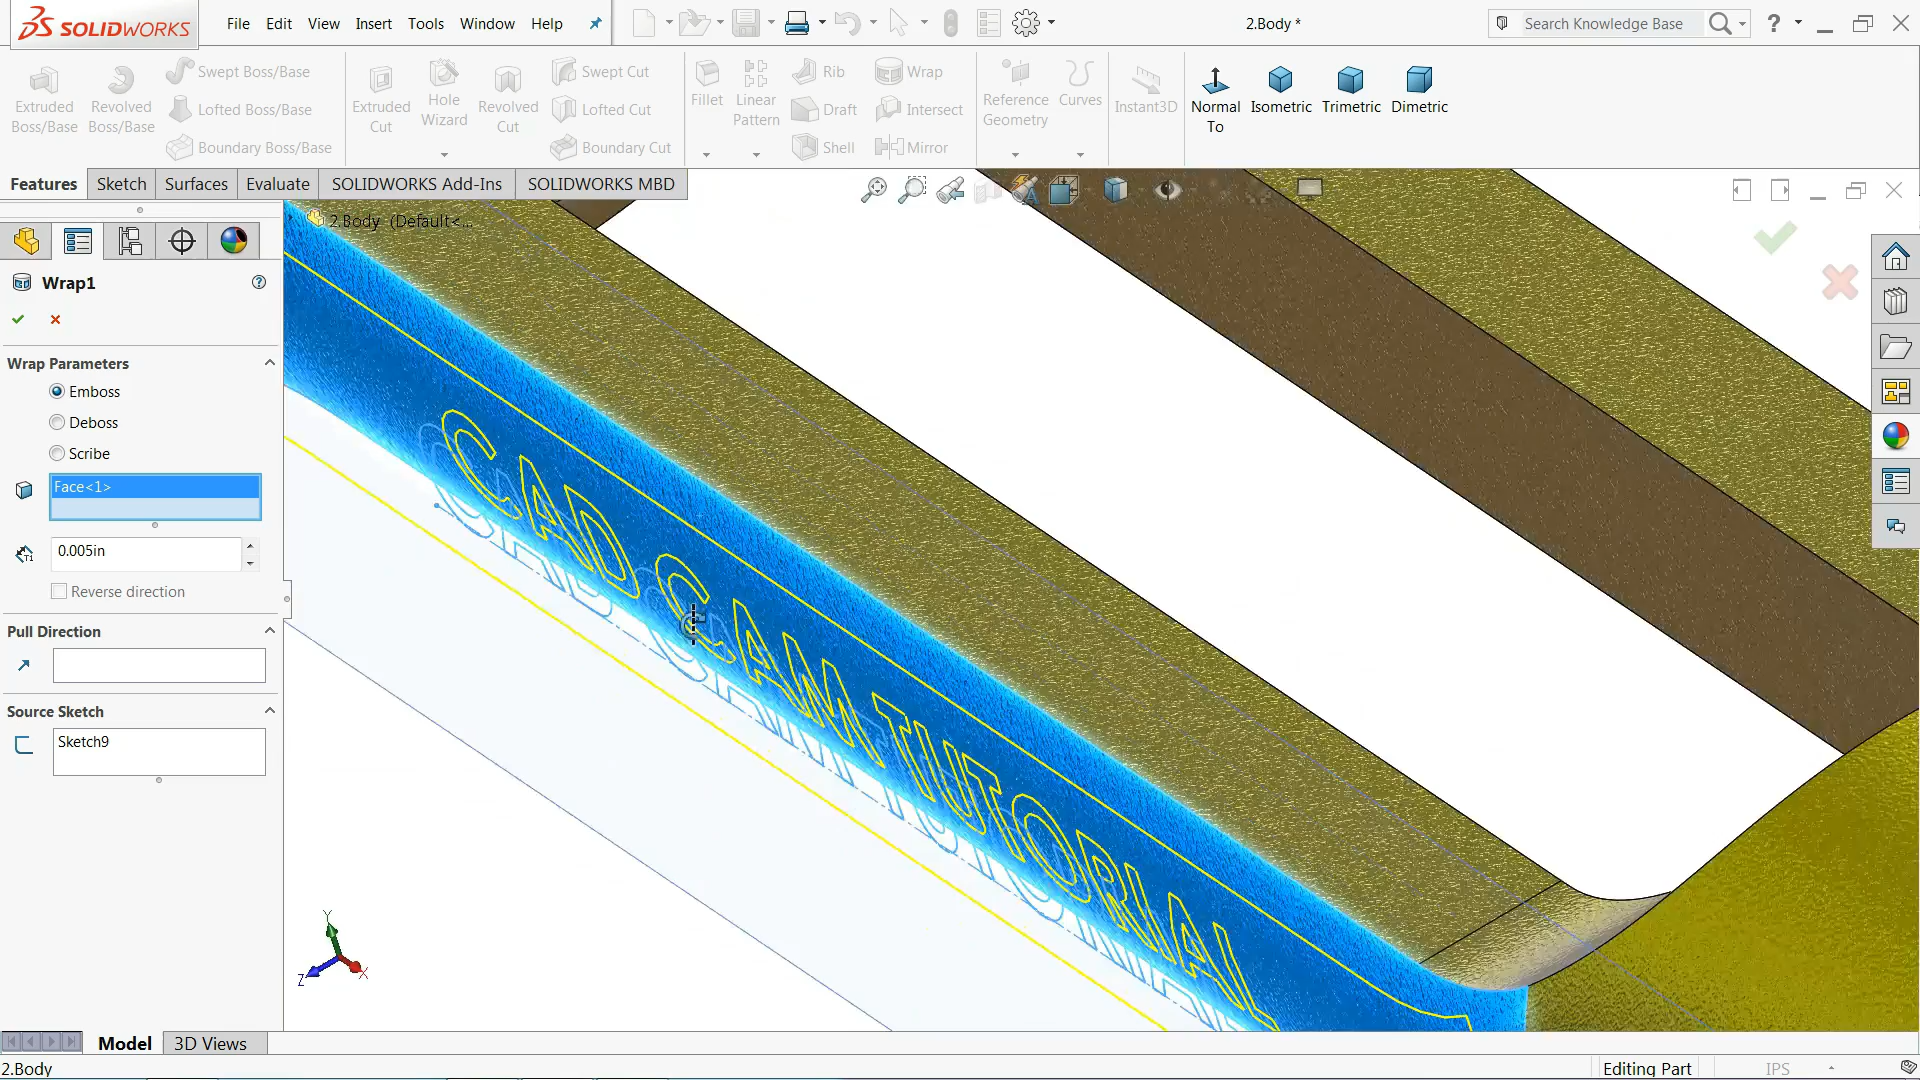 SOLIDWORKS
File Edit View Insert Tools Window Help
2.Body *
Search Knowledge Base
?
Extruded Boss/Base
Revolved Boss/Base
Swept Boss/Base
Lofted Boss/Base
Boundary Boss/Base
Extruded Cut
Hole Wizard
Revolved Cut
Swept Cut
Lofted Cut
Boundary Cut
Fillet
Linear Pattern
Rib
Draft
Shell
Wrap
Intersect
Mirror
Reference Geometry
Curves
Instant3D
Normal To
Isometric
Trimetric
Dimetric
Features Sketch Surfaces Evaluate SOLIDWORKS Add-Ins SOLIDWORKS MBD
2.Body (Default<...
Wrap1
Wrap Parameters
Emboss
Deboss
Scribe
Face<1>
0.005in
Reverse direction
Pull Direction
Source Sketch
Sketch9
CAD CAM TUTORIAL
Y
Z
X
Model 3D Views
2.Body
Editing Part
IPS